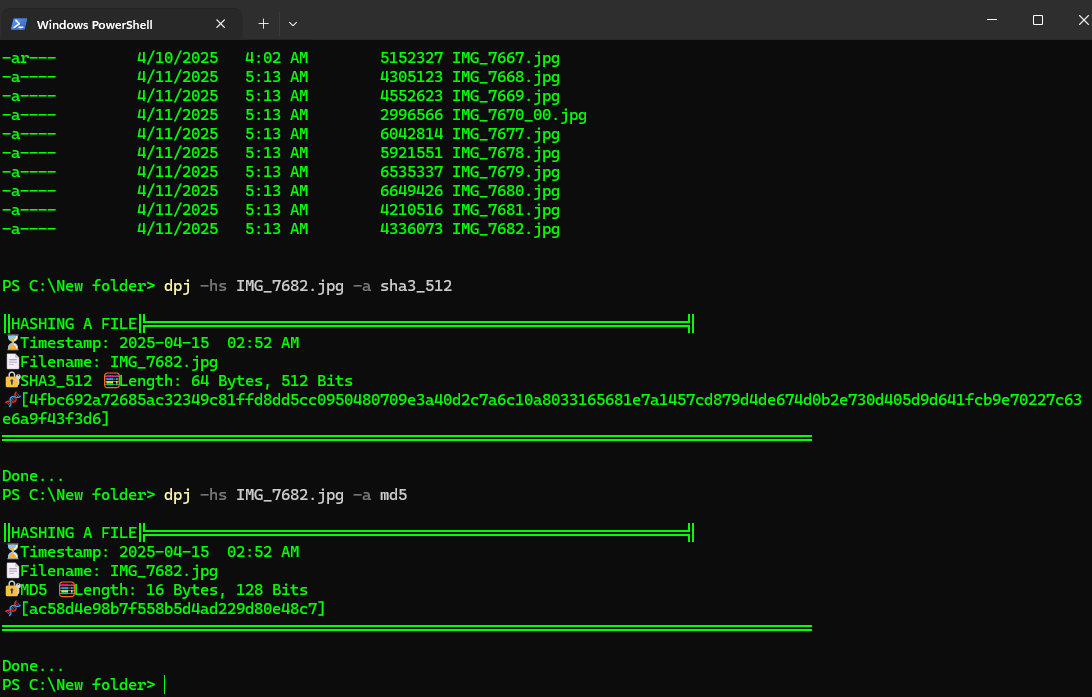 Windows PowerShell
-ar--- 4/10/2025 4:02 AM 5152327 IMG_7667.jpg
-a---- 4/11/2025 5:13 AM 4305123 IMG_7668.jpg
-a---- 4/11/2025 5:13 AM 4552623 IMG_7669.jpg
-a---- 4/11/2025 5:13 AM 2996566 IMG_7670_00.jpg
-a---- 4/11/2025 5:13 AM 6042814 IMG_7677.jpg
-a---- 4/11/2025 5:13 AM 5921551 IMG_7678.jpg
-a---- 4/11/2025 5:13 AM 6535337 IMG_7679.jpg
-a---- 4/11/2025 5:13 AM 6649426 IMG_7680.jpg
-a---- 4/11/2025 5:13 AM 4210516 IMG_7681.jpg
-a---- 4/11/2025 5:13 AM 4336073 IMG_7682.jpg
PS C:\New folder> dpj -hs IMG_7682.jpg -a sha3_512
HASHING A FILE
Timestamp: 2025-04-15 02:52 AM
Filename: IMG_7682.jpg
SHA3_512 Length: 64 Bytes, 512 Bits
[4fbc692a72685ac32349c81ffd8dd5cc0950480709e3a40d2c7a6c10a8033165681e7a1457cd879d4de674d0b2e730d405d9d641fcb9e70227c63
e6a9f43f3d6]
Done...
PS C:\New folder> dpj -hs IMG_7682.jpg -a md5
HASHING A FILE
Timestamp: 2025-04-15 02:52 AM
Filename: IMG_7682.jpg
MD5 Length: 16 Bytes, 128 Bits
[ac58d4e98b7f558b5d4ad229d80e48c7]
Done...
PS C:\New folder>